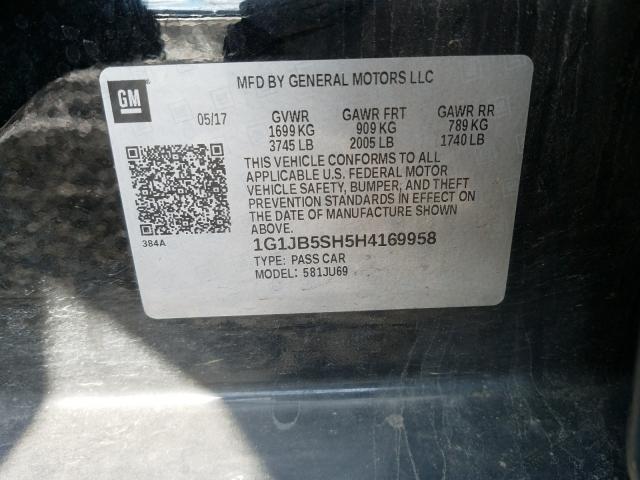 GM
MFD BY GENERAL MOTORS LLC
05/17 GVWR GAWR FRT GAWR RR
1699 KG 909 KG 789 KG
3745 LB 2005 LB 1740 LB
THIS VEHICLE CONFORMS TO ALL
APPLICABLE U.S. FEDERAL MOTOR
VEHICLE SAFETY, BUMPER, AND THEFT
PREVENTION STANDARDS IN EFFECT ON
THE DATE OF MANUFACTURE SHOWN
ABOVE.
384A
1G1JB5SH5H4169958
TYPE: PASS CAR
MODEL: 581JU69